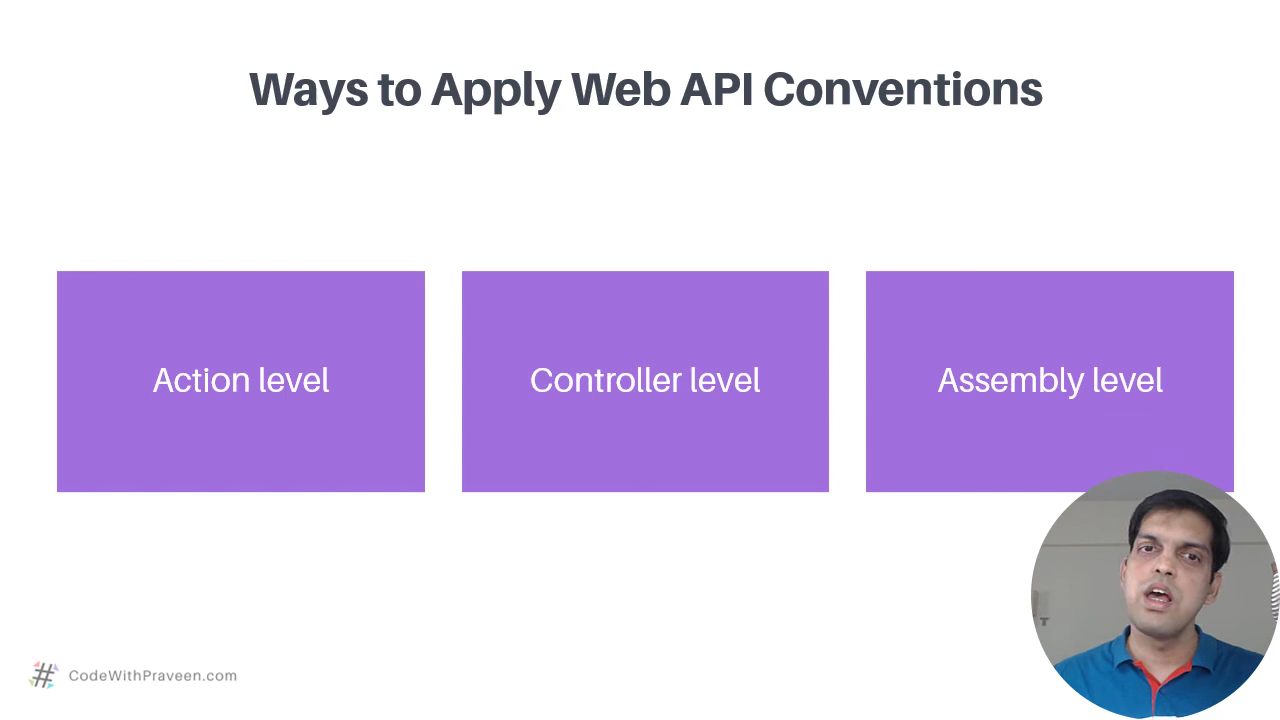 Ways to Apply Web API Conventions
Action level
Controller level
Assembly level
# CodeWithPraveen.com